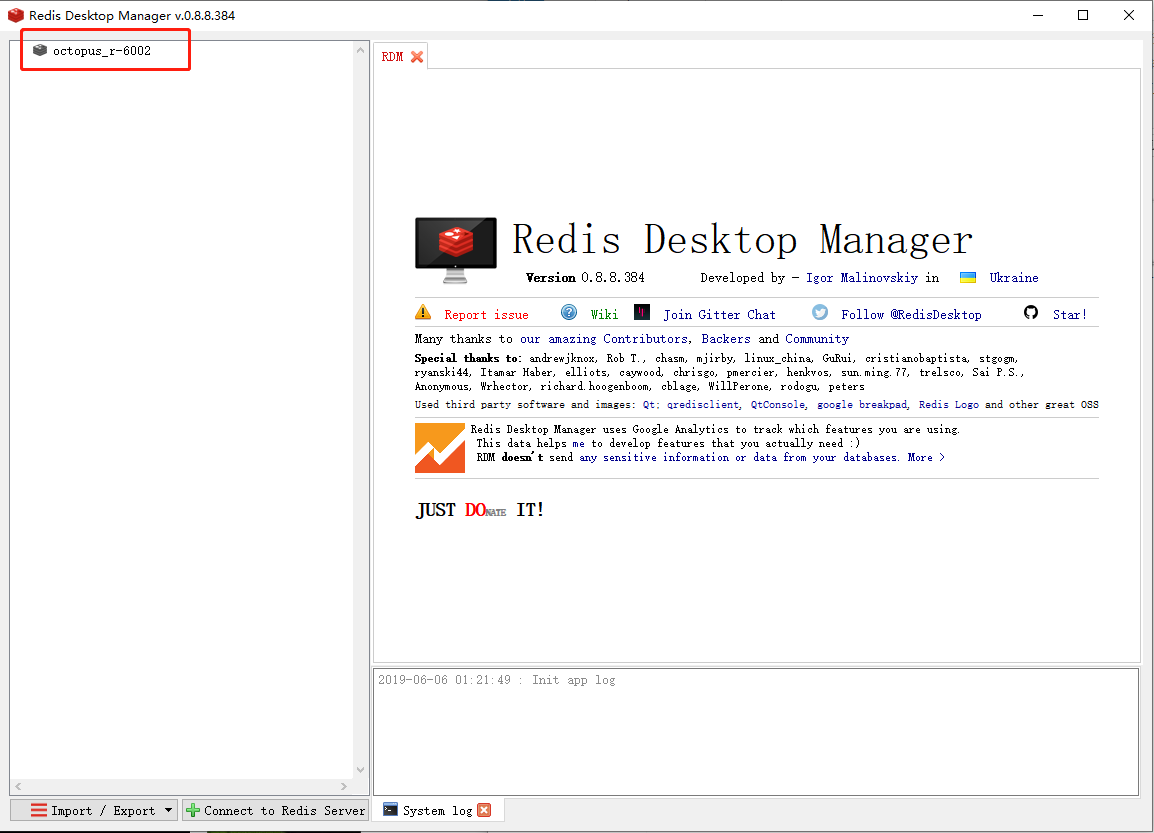 Redis Desktop Manager v.0.8.8.384
octopus_r-6002
RDM
Redis Desktop Manager
Version 0.8.8.384 Developed by - Igor Malinovskiy in Ukraine
Report issue Wiki Join Gitter Chat Follow @RedisDesktop Star!
Many thanks to our amazing Contributors, Backers and Community
Special thanks to: andrewjknox, Rob T., chasm, mjirby, linux_china, GuRui, cristianobaptista, stgogm,
ryanski44, Itamar Haber, elliots, caywood, chrisgo, pmercier, henkvos, sun.ming.77, trelsco, Sai P.S.,
Anonymous, Wrhector, richard.hoogenboom, cblage, WillPerone, rodogu, peters
Used third party software and images: Qt; qredisclient, QtConsole, google breakpad, Redis Logo and other great OSS
Redis Desktop Manager uses Google Analytics to track which features you are using.
This data helps me to develop features that you actually need :)
RDM doesn't send any sensitive information or data from your databases. More >
JUST DONATE IT!
2019-06-06 01:21:49 : Init app log
Import / Export Connect to Redis Server System log